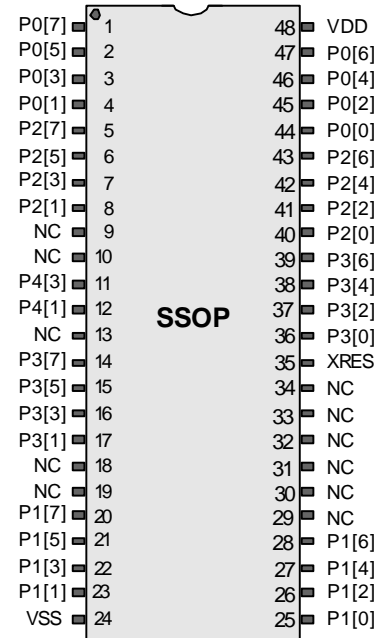 P0[7] 1 48 VDD
P0[5] 2 47 P0[6]
P0[3] 3 46 P0[4]
P0[1] 4 45 P0[2]
P2[7] 5 44 P0[0]
P2[5] 6 43 P2[6]
P2[3] 7 42 P2[4]
P2[1] 8 41 P2[2]
NC 9 40 P2[0]
NC 10 39 P3[6]
P4[3] 11 38 P3[4]
P4[1] 12 SSOP 37 P3[2]
NC 13 36 P3[0]
P3[7] 14 35 XRES
P3[5] 15 34 NC
P3[3] 16 33 NC
P3[1] 17 32 NC
NC 18 31 NC
NC 19 30 NC
P1[7] 20 29 NC
P1[5] 21 28 P1[6]
P1[3] 22 27 P1[4]
P1[1] 23 26 P1[2]
VSS 24 25 P1[0]